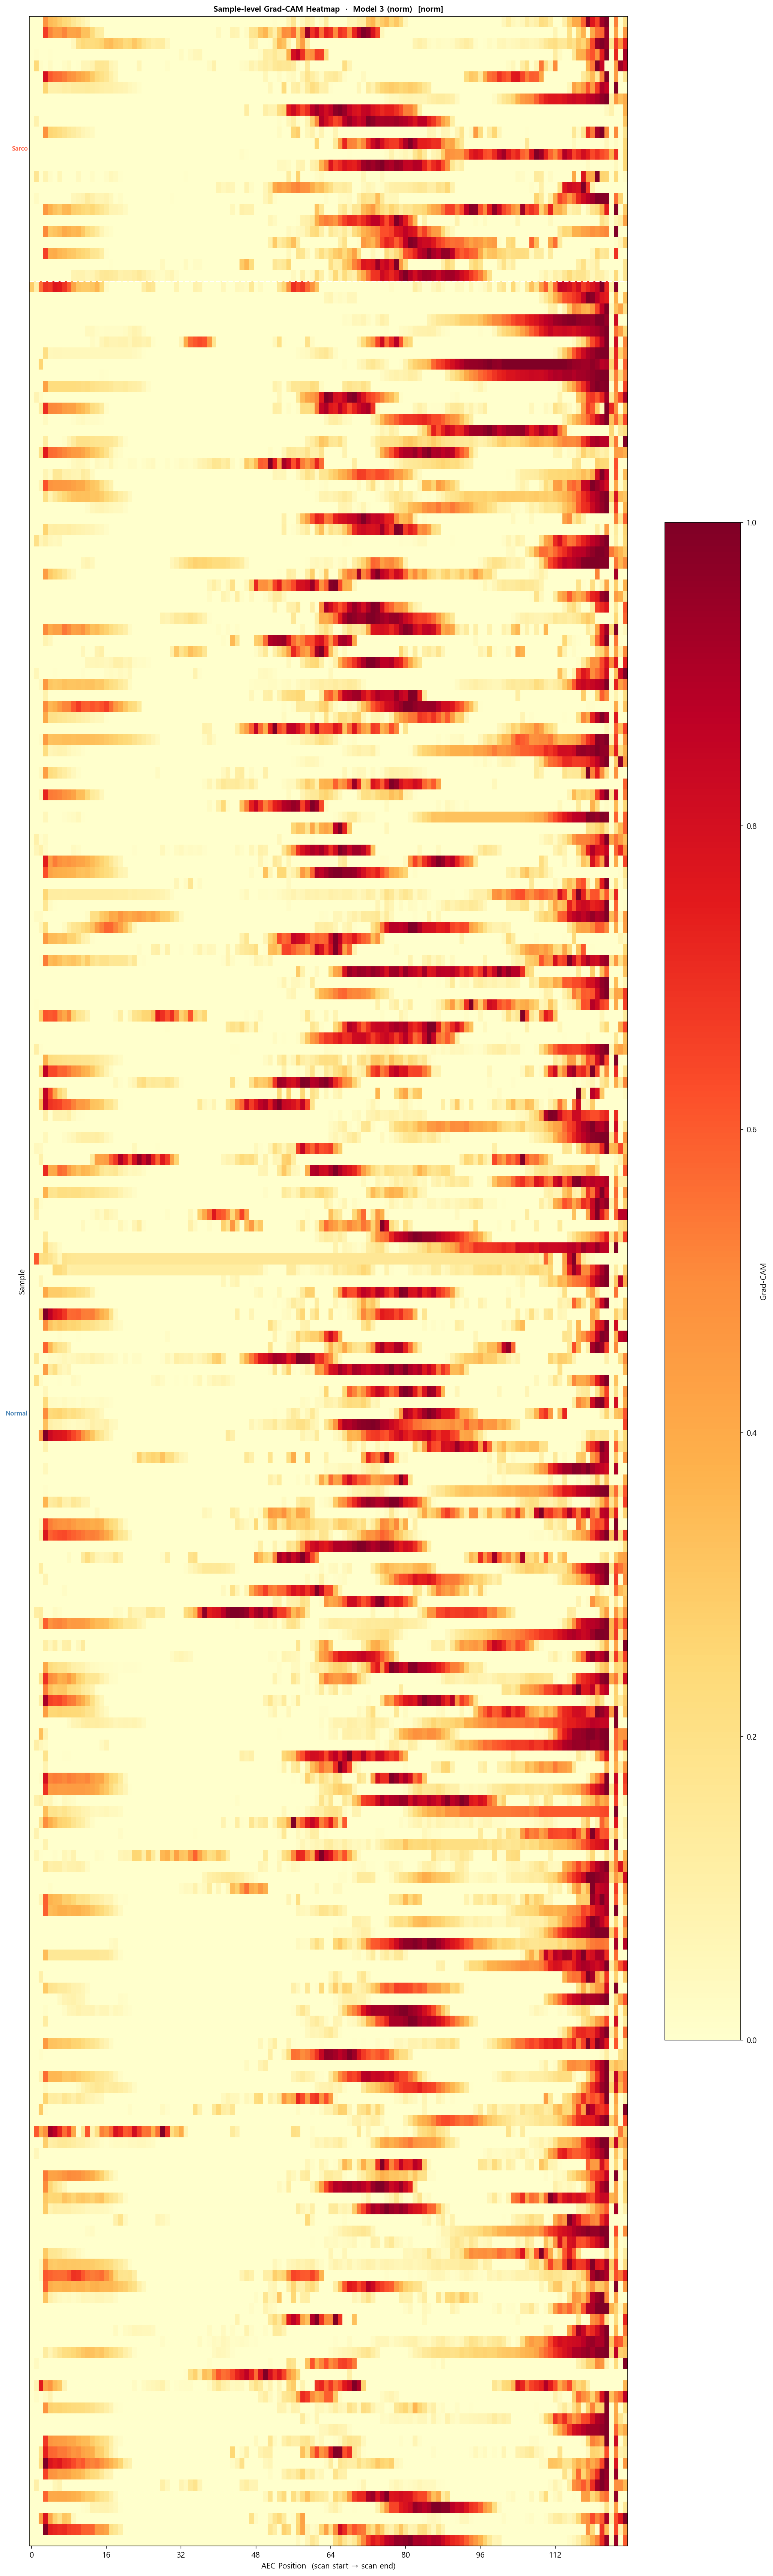 Sample-level Grad-CAM Heatmap · Model 3 (norm) [norm]
Sarco
Sample
Normal
0 16 32 48 64 80 96 112
AEC Position (scan start → scan end)
1.0
0.8
0.6
0.4
0.2
0.0
Grad-CAM